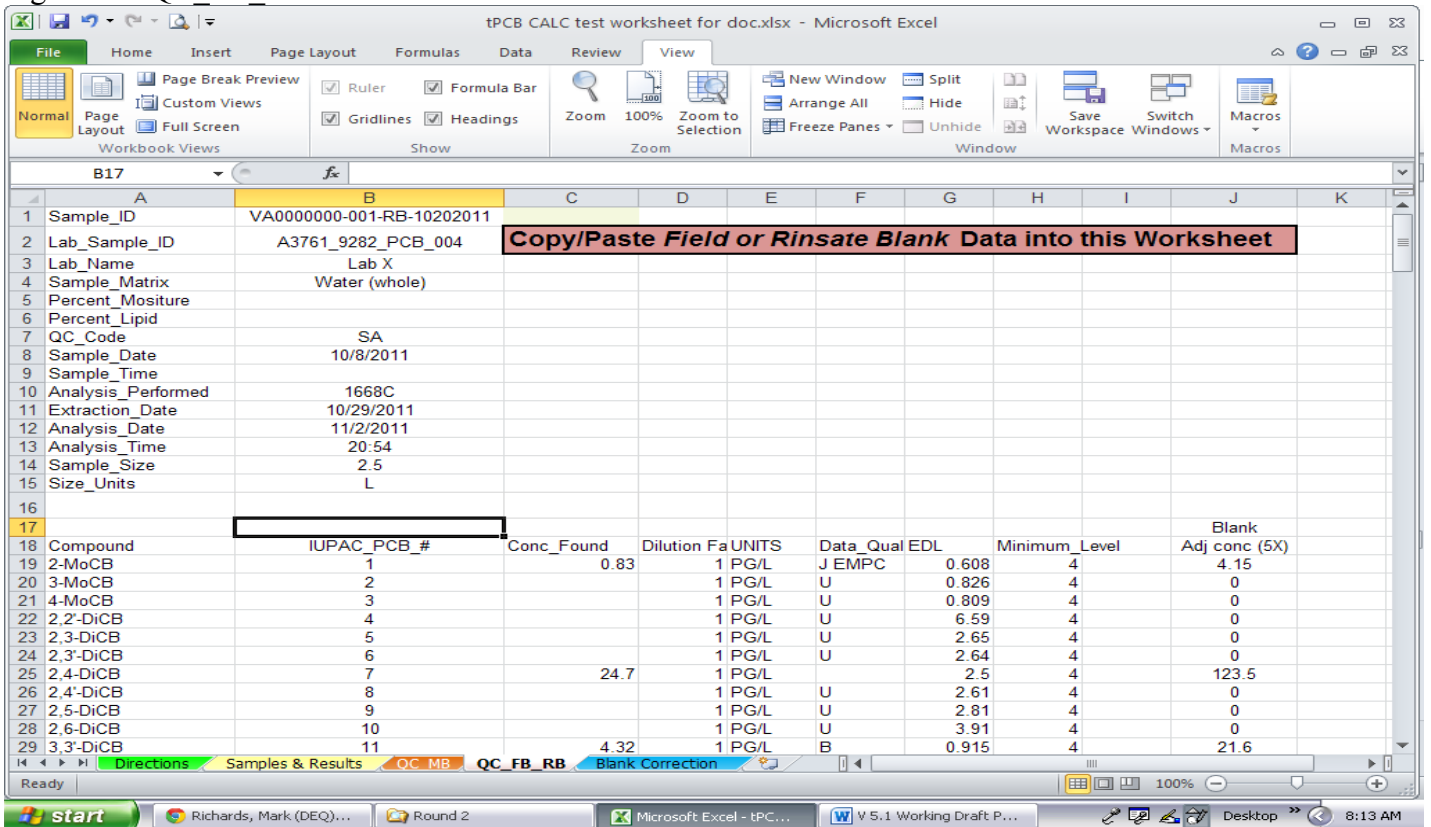 tPCB CALC test worksheet for doc.xlsx - Microsoft Excel
File Home Insert Page Layout Formulas Data Review View
Normal Page Layout Page Break Preview Custom Views Full Screen Workbook Views
Ruler Formula Bar Gridlines Headings Show
Zoom 100% Zoom to Selection Zoom
New Window Arrange All Freeze Panes Split Hide Unhide Save Workspace Switch Windows Window
Macros Macros
B17 fx
A B C D E F G H I J K
1 Sample_ID VA0000000-001-RB-10202011
2 Lab_Sample_ID A3761_9282_PCB_004 Copy/Paste Field or Rinsate Blank Data into this Worksheet
3 Lab_Name Lab X
4 Sample_Matrix Water (whole)
5 Percent_Mositure
6 Percent_Lipid
7 QC_Code SA
8 Sample_Date 10/8/2011
9 Sample_Time
10 Analysis_Performed 1668C
11 Extraction_Date 10/29/2011
12 Analysis_Date 11/2/2011
13 Analysis_Time 20:54
14 Sample_Size 2.5
15 Size_Units L
16
17 Blank
18 Compound IUPAC_PCB_# Conc_Found Dilution Fa UNITS Data_Qual EDL Minimum_Level Adj conc (5X)
19 2-MoCB 1 0.83 1 PG/L J EMPC 0.608 4 4.15
20 3-MoCB 2 1 PG/L U 0.826 4 0
21 4-MoCB 3 1 PG/L U 0.809 4 0
22 2,2'-DiCB 4 1 PG/L U 6.59 4 0
23 2,3-DiCB 5 1 PG/L U 2.65 4 0
24 2,3'-DiCB 6 1 PG/L U 2.64 4 0
25 2,4-DiCB 7 24.7 1 PG/L 2.5 4 123.5
26 2,4'-DiCB 8 1 PG/L U 2.61 4 0
27 2,5-DiCB 9 1 PG/L U 2.81 4 0
28 2,6-DiCB 10 1 PG/L U 3.91 4 0
29 3,3'-DiCB 11 4.32 1 PG/L B 0.915 4 21.6
Directions Samples & Results QC_MB QC_FB_RB Blank Correction
Ready 100%
start Richards, Mark (DEQ)... Round 2 Microsoft Excel - tPC... V 5.1 Working Draft P... Desktop » 8:13 AM